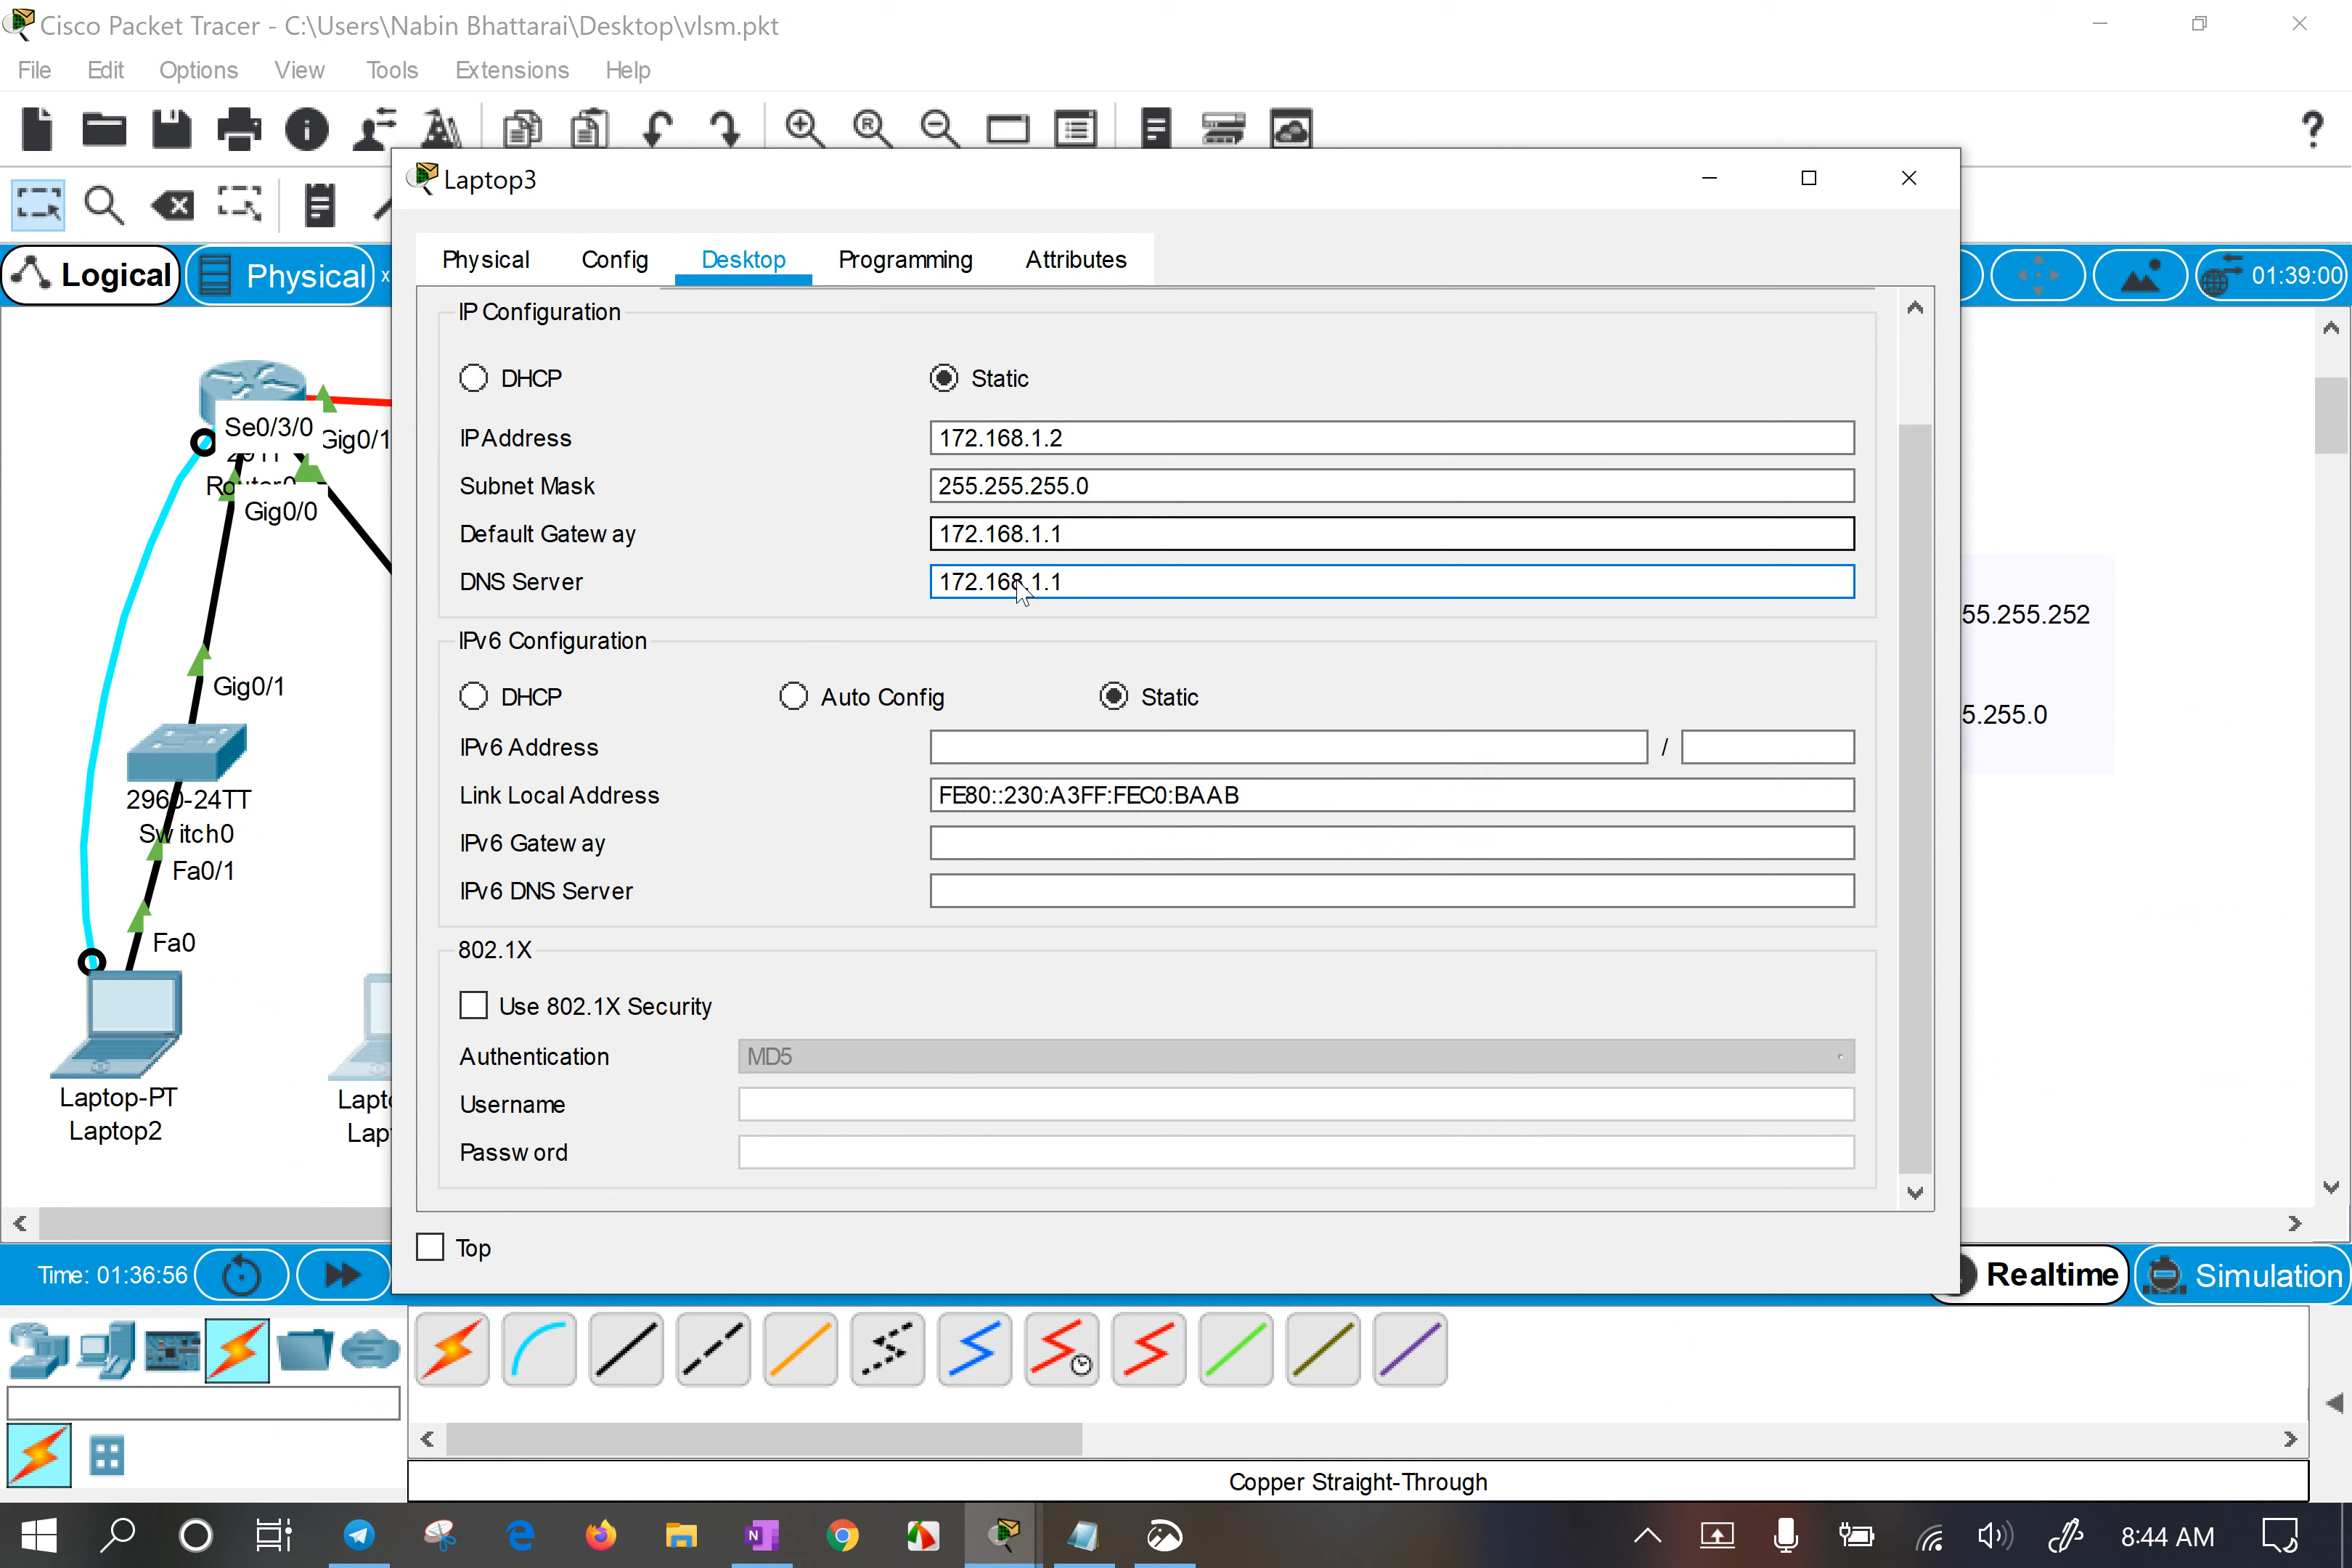 Cisco Packet Tracer - C:\Users\Nabin Bhattarai\Desktop\vlsm.pkt
File Edit Options View Tools Extensions Help
Laptop3
Physical Config Desktop Programming Attributes
Logical Physical x
01:39:00
IP Configuration
DHCP Static
IP Address 172.168.1.2
Subnet Mask 255.255.255.0
Default Gateway 172.168.1.1
DNS Server 172.168.1.1
IPv6 Configuration
DHCP Auto Config Static
IPv6 Address /
Link Local Address FE80::230:A3FF:FEC0:BAAB
IPv6 Gateway
IPv6 DNS Server
802.1X
Use 802.1X Security
Authentication MD5
Username
Password
Top
Se0/3/0
Gig0/1
Gig0/0
Gig0/1
2960-24TT
Switch0
Fa0/1
Fa0
Laptop-PT
Laptop2
Lapt
Lap
55.255.252
5.255.0
Time: 01:36:56
Realtime Simulation
Copper Straight-Through
8:44 AM